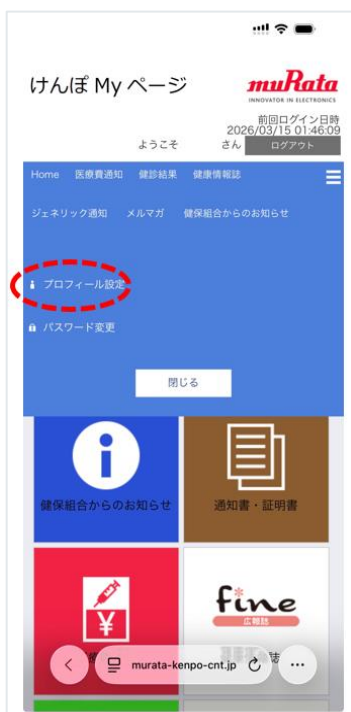 けんぽ My ページ
muRata
INNOVATOR IN ELECTRONICS
前回ログイン日時
2026/03/15 01:46:09
ようこそ さん ログアウト
Home 医療費通知 健診結果 健康情報誌
ジェネリック通知 メルマガ 健保組合からのお知らせ
プロフィール設定
パスワード変更
閉じる
健保組合からのお知らせ 通知書・証明書
fine
広報誌
murata-kenpo-cnt.jp